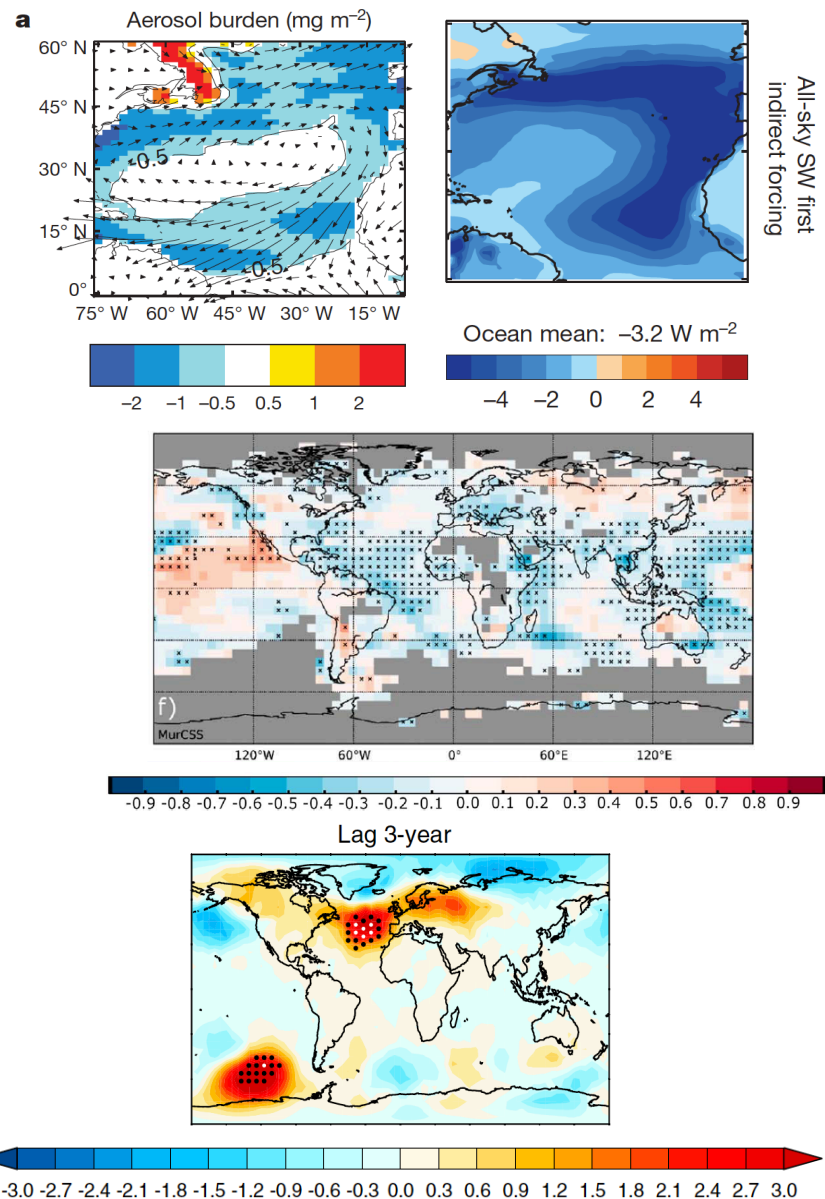 a
Aerosol burden (mg m−2)
60° N
45° N
30° N
15° N
0°
-0.5
-0.5
75° W 60° W 45° W 30° W 15° W
−2 −1 −0.5 0.5 1 2
All-sky SW first
indirect forcing
Ocean mean: −3.2 W m−2
−4 −2 0 2 4
f)
MurCSS
120°W 60°W 0° 60°E 120°E
-0.9 -0.8 -0.7 -0.6 -0.5 -0.4 -0.3 -0.2 -0.1 0.0 0.1 0.2 0.3 0.4 0.5 0.6 0.7 0.8 0.9
Lag 3-year
-3.0 -2.7 -2.4 -2.1 -1.8 -1.5 -1.2 -0.9 -0.6 -0.3 0.0 0.3 0.6 0.9 1.2 1.5 1.8 2.1 2.4 2.7 3.0